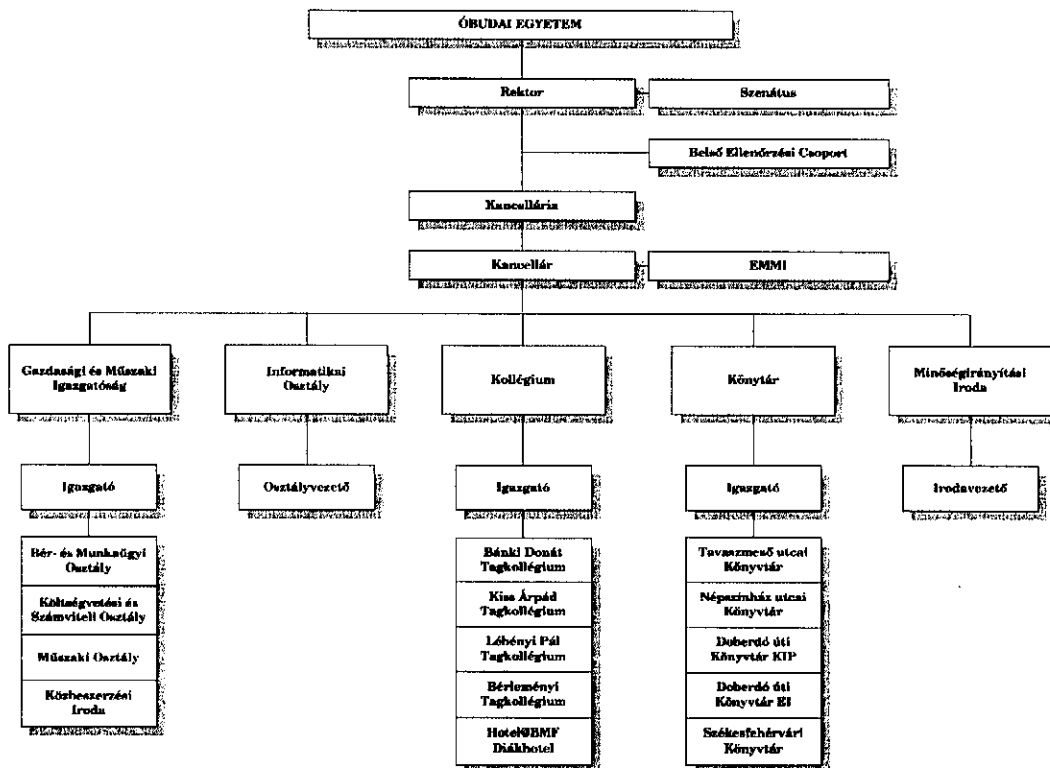 ÓBUDAI EGYETEM
Rektor
Szenátus
Belső Ellenőrzési Csoport
Kancellária
Kancellár
EMMI
Gazdasági és Műszaki
Igazgatóság
Informatikai
Osztály
Kollégium
Könytár
Minőségirányítási
Iroda
Igazgató
Osztályvezető
Igazgató
Igazgató
Irodavezető
Bér- és Munkaügyi
Osztály
Költségvetési és
Számviteli Osztály
Műszaki Osztály
Közbeszerzési
Iroda
Bánki Donát
Tagkollégium
Kiss Árpád
Tagkollégium
Lébényi Pál
Tagkollégium
Bérleményi
Tagkollégium
Hotel@BMF
Diákhotel
Tavaszmező utcai
Könyvtár
Népszínház utcai
Könyvtár
Doberdó úti
Könyvtár KIP
Doberdó úti
Könyvtár EI
Székesfehérvári
Könyvtár